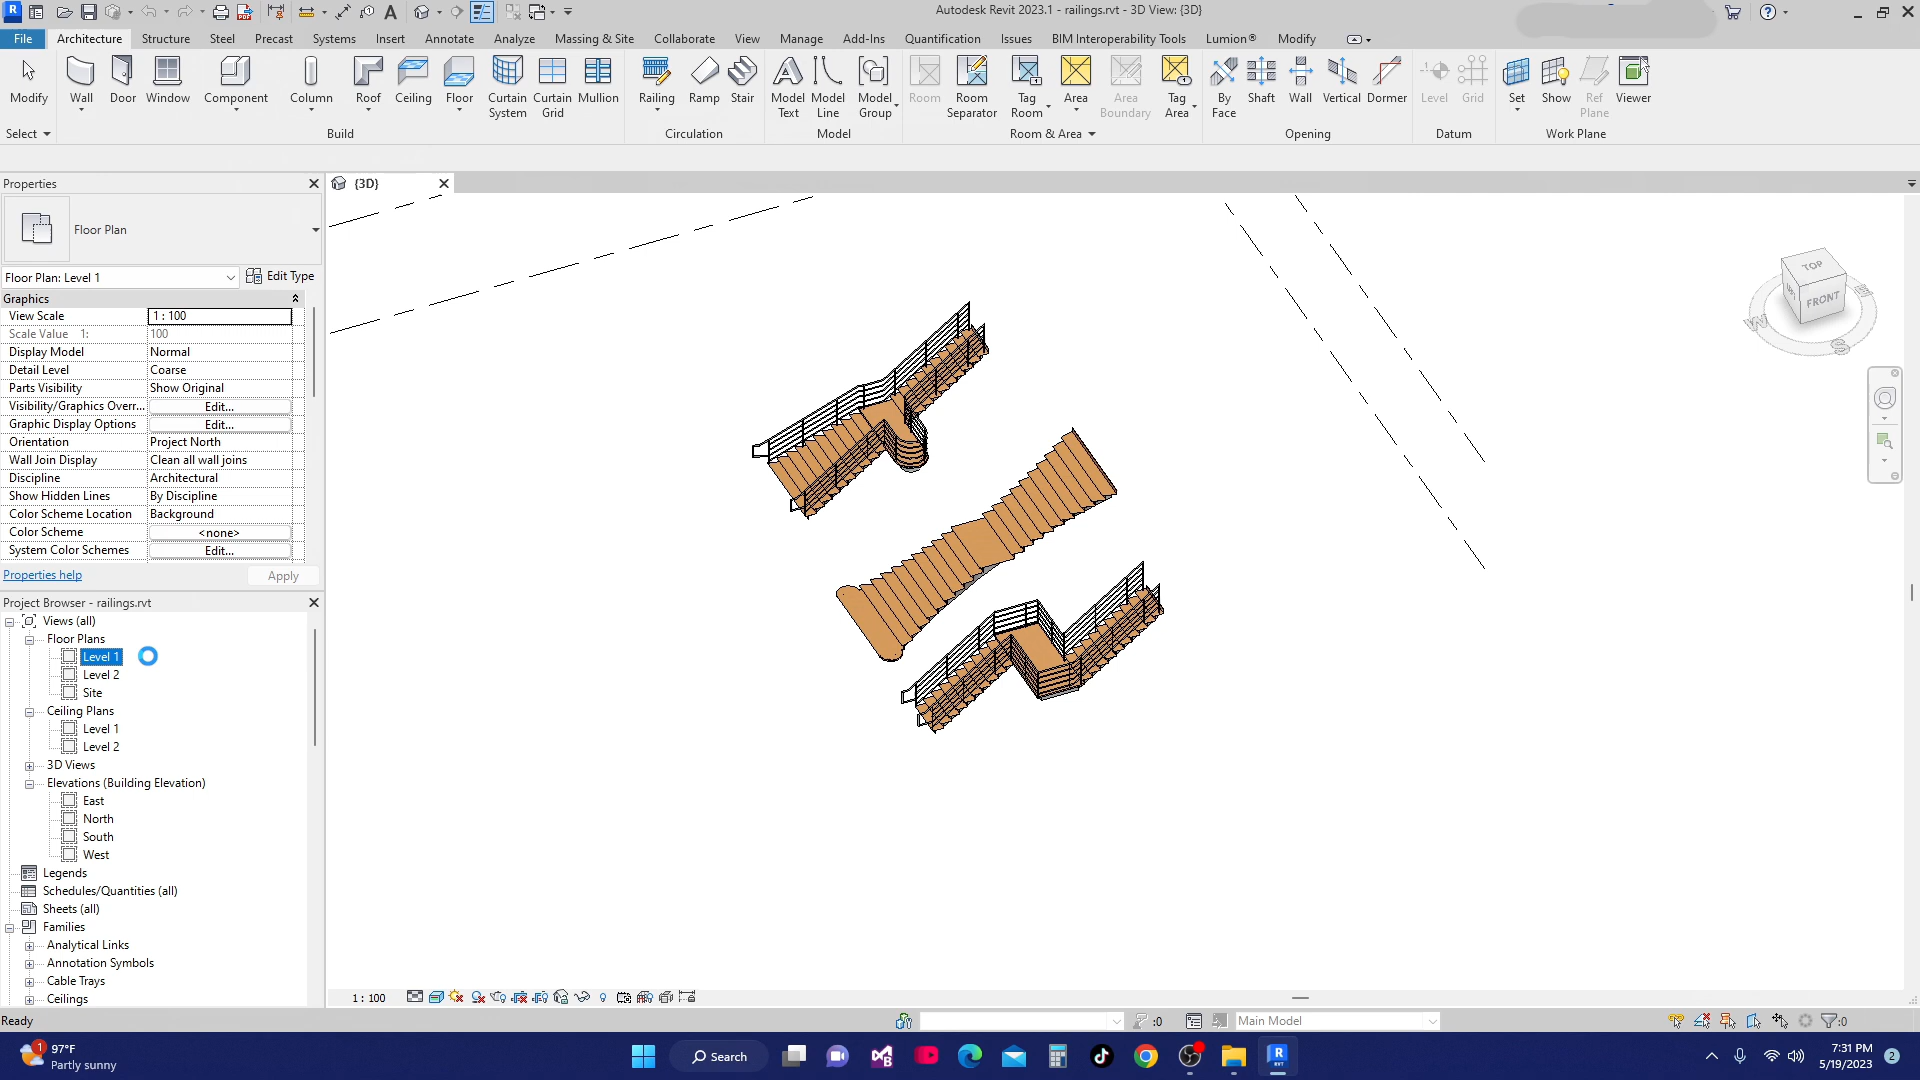 Autodesk Revit 2023.1 - railings.rvt - 3D View: {3D}
File Architecture Structure Steel Precast Systems Insert Annotate Analyze Massing & Site Collaborate View Manage Add-Ins Quantification Issues BIM Interoperability Tools Lumion® Modify
Modify Wall Door Window Component Column Roof Ceiling Floor Curtain System Curtain Grid Mullion Railing Ramp Stair Model Text Model Line Model Group Room Room Separator Tag Room Area Area Boundary Tag Area By Face Shaft Wall Vertical Dormer Level Grid Set Show Ref Plane Viewer
Select Build Circulation Model Room & Area Opening Datum Work Plane
Properties
{3D}
Floor Plan
Floor Plan: Level 1 Edit Type
Graphics
View Scale 1 : 100
Scale Value 1: 100
Display Model Normal
Detail Level Coarse
Parts Visibility Show Original
Visibility/Graphics Overr... Edit...
Graphic Display Options Edit...
Orientation Project North
Wall Join Display Clean all wall joins
Discipline Architectural
Show Hidden Lines By Discipline
Color Scheme Location Background
Color Scheme <none>
System Color Schemes Edit...
Properties help Apply
Project Browser - railings.rvt
Views (all)
Floor Plans
Level 1
Level 2
Site
Ceiling Plans
Level 1
Level 2
3D Views
Elevations (Building Elevation)
East
North
South
West
Legends
Schedules/Quantities (all)
Sheets (all)
Families
Analytical Links
Annotation Symbols
Cable Trays
Ceilings
TOP
FRONT
W
S
E
1 : 100
Ready
:0
Main Model
:0
1
97°F
Partly sunny
Search
7:31 PM
5/19/2023
2